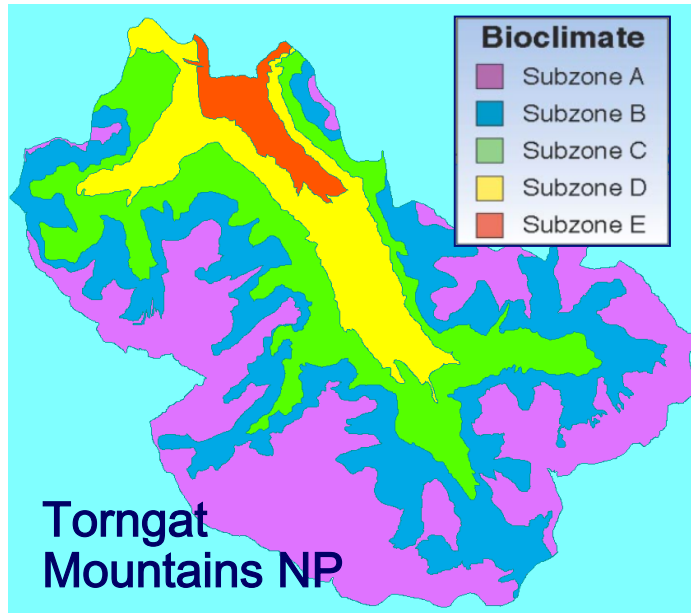 Bioclimate
Subzone A
Subzone B
Subzone C
Subzone D
Subzone E
Torngat
Mountains NP